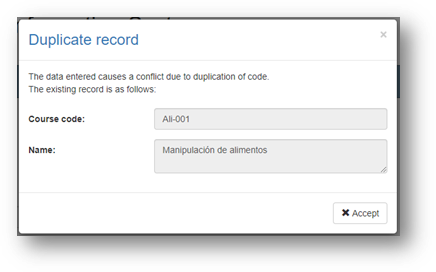 Duplicate record
×
The data entered causes a conflict due to duplication of code.
The existing record is as follows:
Course code: Ali-001
Name: Manipulación de alimentos
✖ Accept